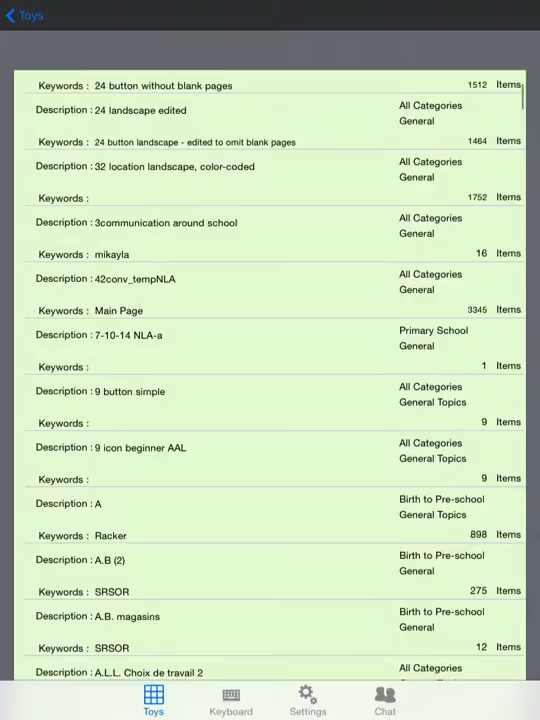 Toys
Keywords : 24 button without blank pages 1512 Items
Description : 24 landscape edited All Categories
General
Keywords : 24 button landscape - edited to omit blank pages 1464 Items
Description : 32 location landscape, color-coded All Categories
General
Keywords : 1752 Items
Description : 3communication around school All Categories
General
Keywords : mikayla 16 Items
Description : 42conv_tempNLA All Categories
General
Keywords : Main Page 3345 Items
Description : 7-10-14 NLA-a Primary School
General
Keywords : 1 Items
Description : 9 button simple All Categories
General Topics
Keywords : 9 Items
Description : 9 icon beginner AAL All Categories
General Topics
Keywords : 9 Items
Description : A Birth to Pre-school
General Topics
Keywords : Racker 898 Items
Description : A.B (2) Birth to Pre-school
General
Keywords : SRSOR 275 Items
Description : A.B. magasins Birth to Pre-school
General
Keywords : SRSOR 12 Items
Description : A.L.L. Choix de travail 2 All Categories
Toys Keyboard Settings Chat